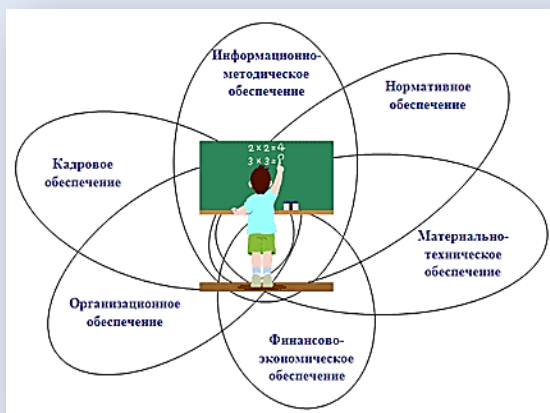 Информационно-
методическое
обеспечение
Нормативное
обеспечение
2×2=4
3×3=
Кадровое
обеспечение
Материально-
техническое
обеспечение
Организационное
обеспечение
Финансово-
экономическое
обеспечение